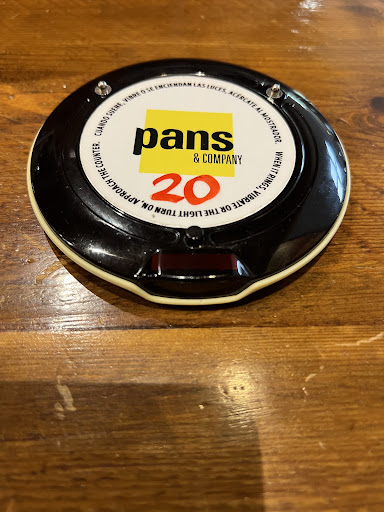 pans
& COMPANY
20
CUANDO SUENE, VIBRE O SE ENCIENDAN LAS LUCES, ACÉRCATE AL MOSTRADOR.
WHEN IT RINGS, VIBRATE OR THE LIGHT TURN ON, APPROACH THE COUNTER.